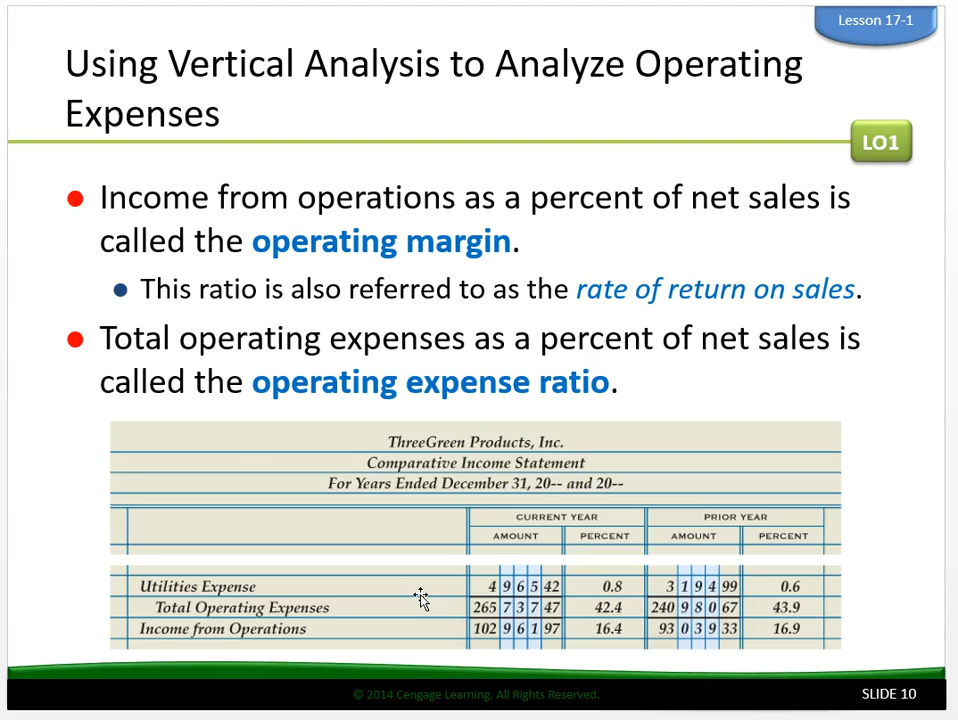 Lesson 17-1
Using Vertical Analysis to Analyze Operating
Expenses
LO1
Income from operations as a percent of net sales is
called the operating margin.
This ratio is also referred to as the rate of return on sales.
Total operating expenses as a percent of net sales is
called the operating expense ratio.
ThreeGreen Products, Inc.
Comparative Income Statement
For Years Ended December 31, 20-- and 20--
CURRENT YEAR PRIOR YEAR
AMOUNT PERCENT AMOUNT PERCENT
Utilities Expense 4 9 6 5 42 0.8 3 1 9 4 99 0.6
Total Operating Expenses 265 7 3 7 47 42.4 240 9 8 0 67 43.9
Income from Operations 102 9 6 1 97 16.4 93 0 3 9 33 16.9
© 2014 Cengage Learning. All Rights Reserved.
SLIDE 10